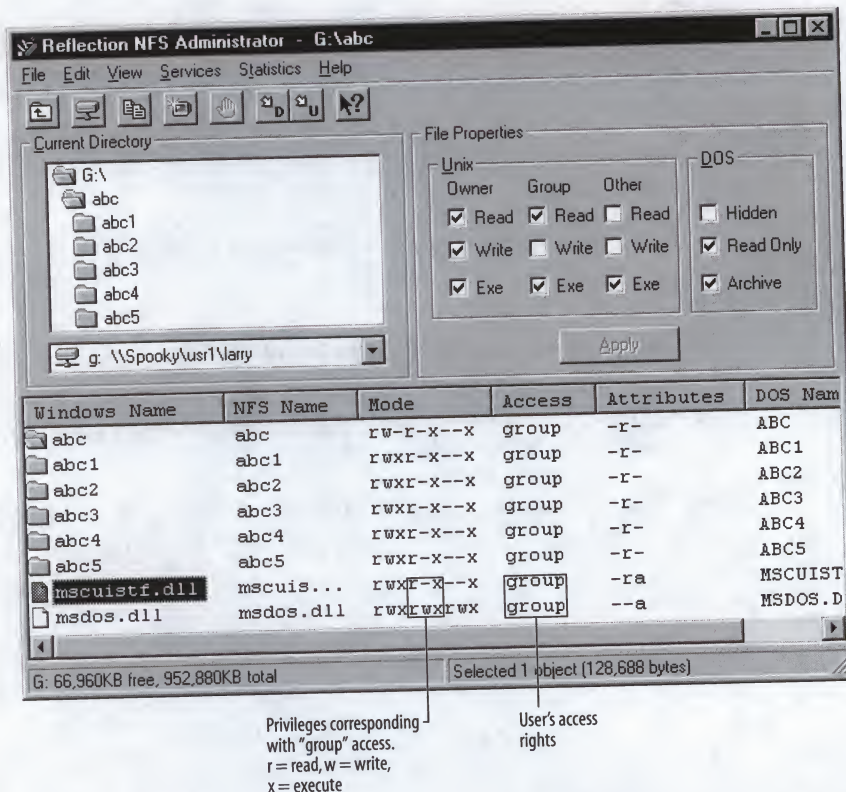 Reflection NFS Administrator - G:\abc
File Edit View Services Statistics Help
D U ?
Current Directory
G:\
abc
abc1
abc2
abc3
abc4
abc5
g: \\Spooky\usr1\larry
File Properties
Unix
Owner Group Other
Read Read Read
Write Write Write
Exe Exe Exe
DOS
Hidden
Read Only
Archive
Apply
Windows Name NFS Name Mode Access Attributes DOS Nam
abc abc rw-r-x--x group -r- ABC
abc1 abc1 rwxr-x--x group -r- ABC1
abc2 abc2 rwxr-x--x group -r- ABC2
abc3 abc3 rwxr-x--x group -r- ABC3
abc4 abc4 rwxr-x--x group -r- ABC4
abc5 abc5 rwxr-x--x group -r- ABC5
mscuistf.dll mscuis... rwxr-x--x group -ra MSCUIST
msdos.dll msdos.dll rwxrwxrwx group --a MSDOS.D
G: 66,960KB free, 952,880KB total Selected 1 object (128,688 bytes)
Privileges corresponding
with "group" access.
r = read, w = write,
x = execute
User's access
rights